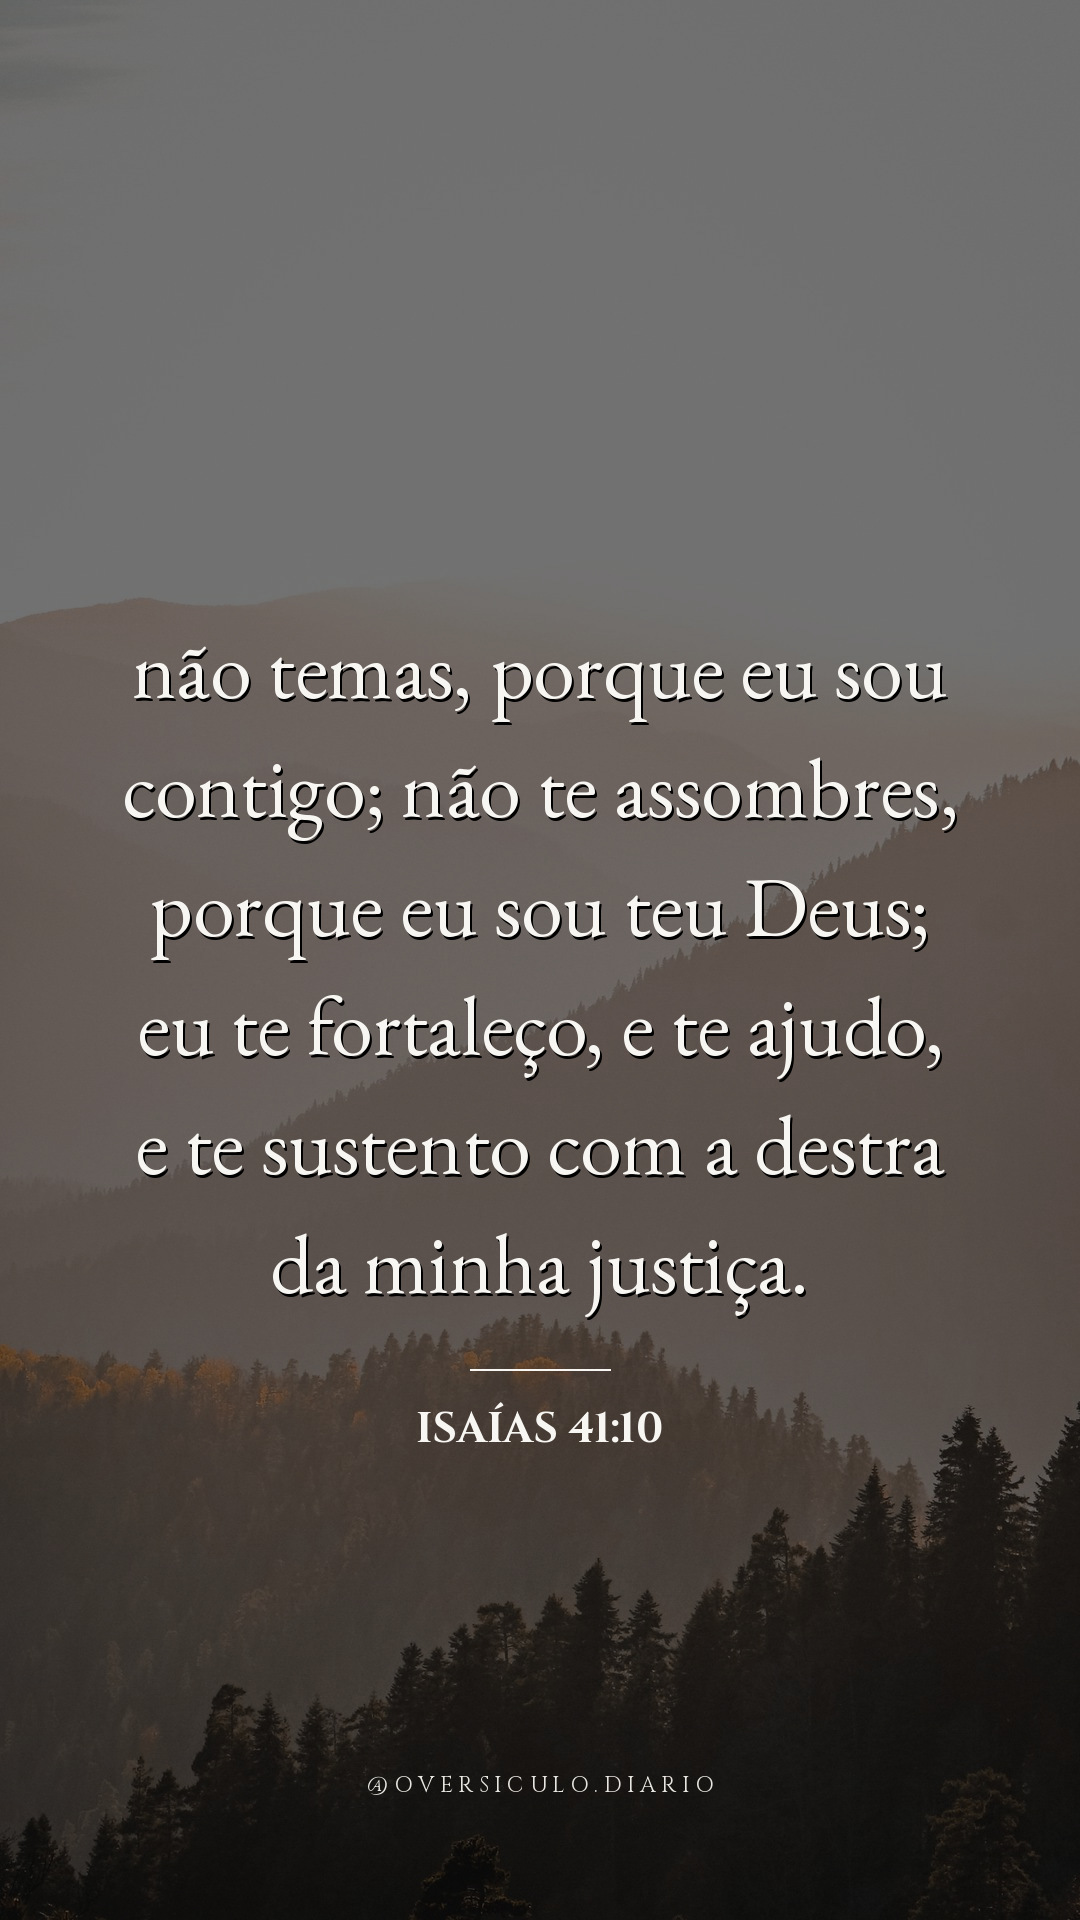 não temas, porque eu sou
contigo; não te assombres,
porque eu sou teu Deus;
eu te fortaleço, e te ajudo,
e te sustento com a destra
da minha justiça.
ISAÍAS 41:10
@OVERSICULO.DIARIO